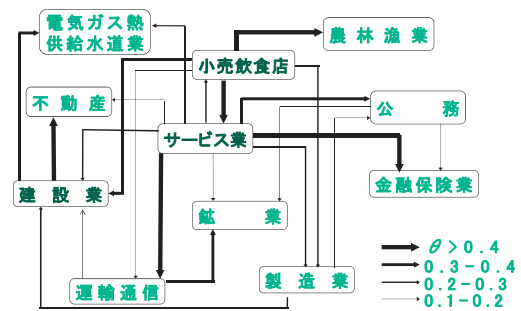 電気ガス熱
供給水道業
農林漁業
小売飲食店
不動産
公務
サービス業
金融保険業
建設業
鉱業
製造業
運輸通信
θ>0.4
0.3-0.4
0.2-0.3
0.1-0.2